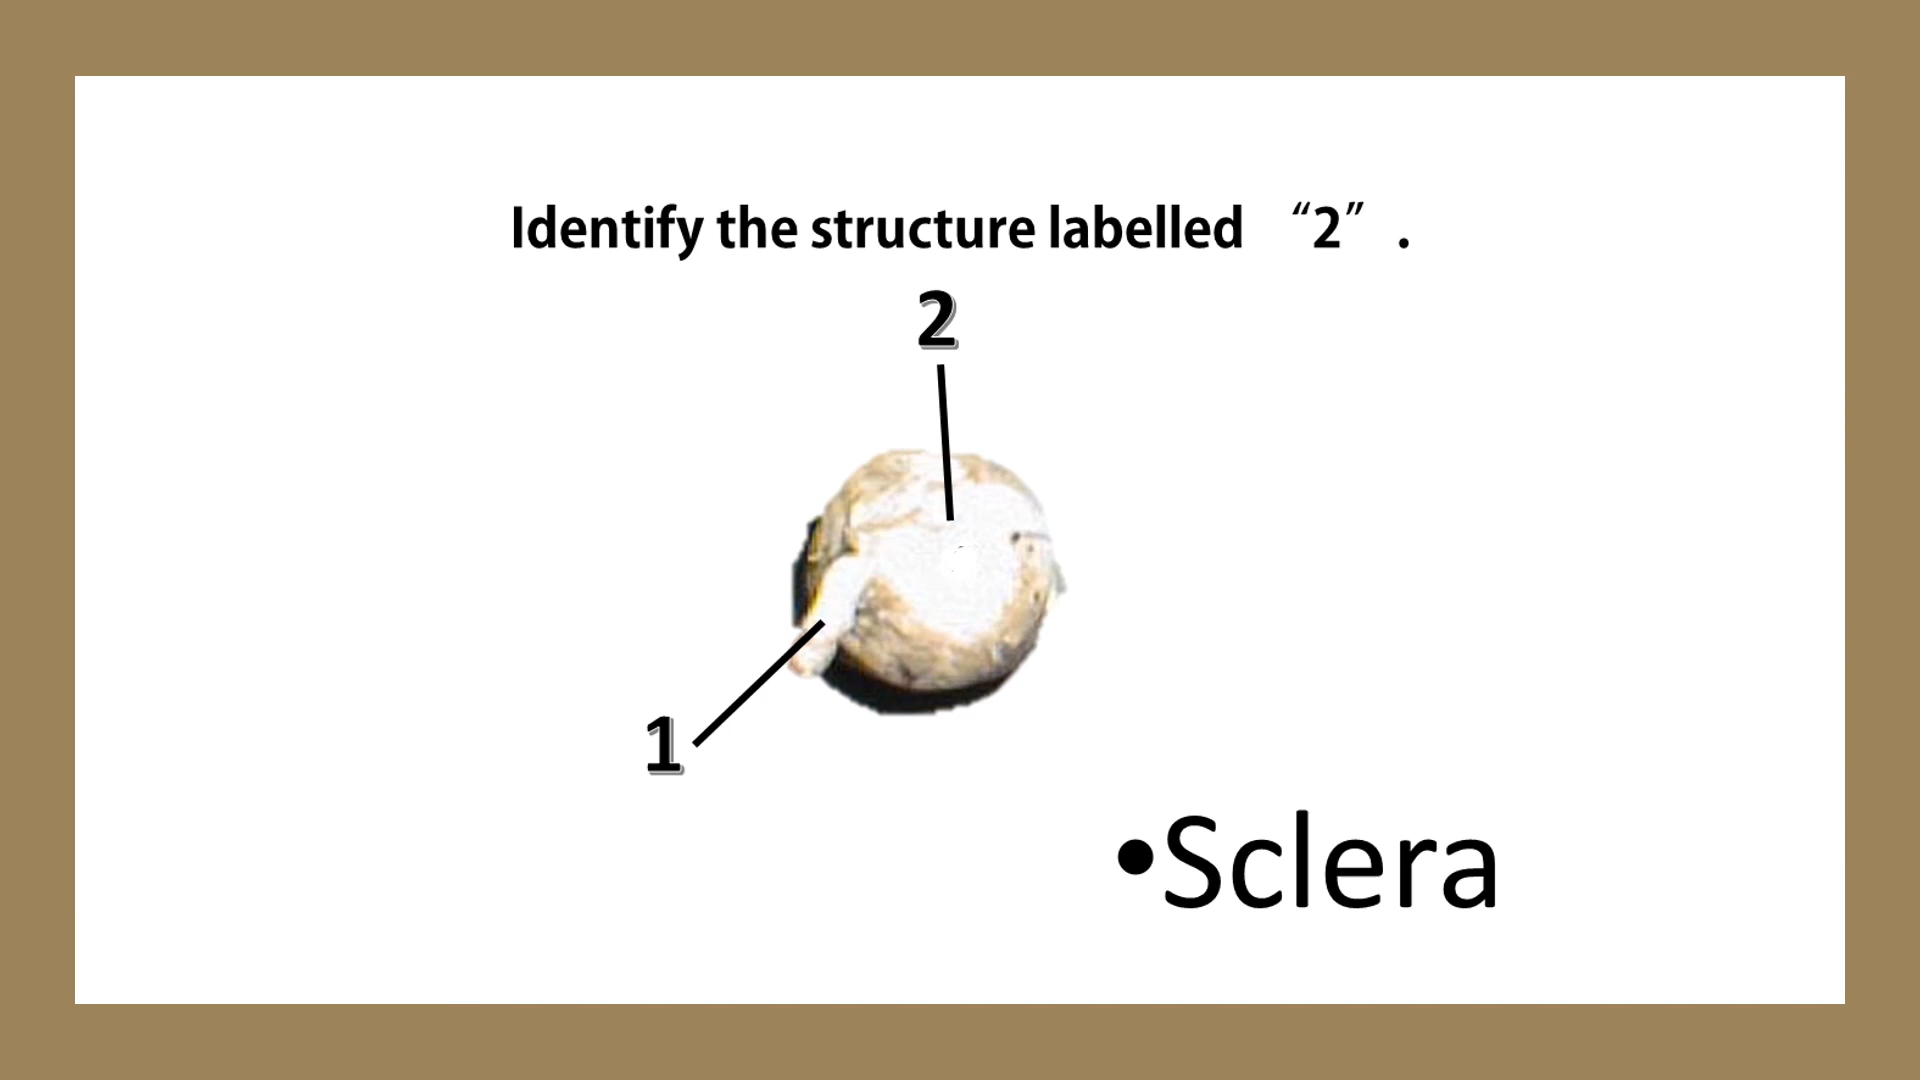 Identify the structure labelled “2” .
2
1
•Sclera